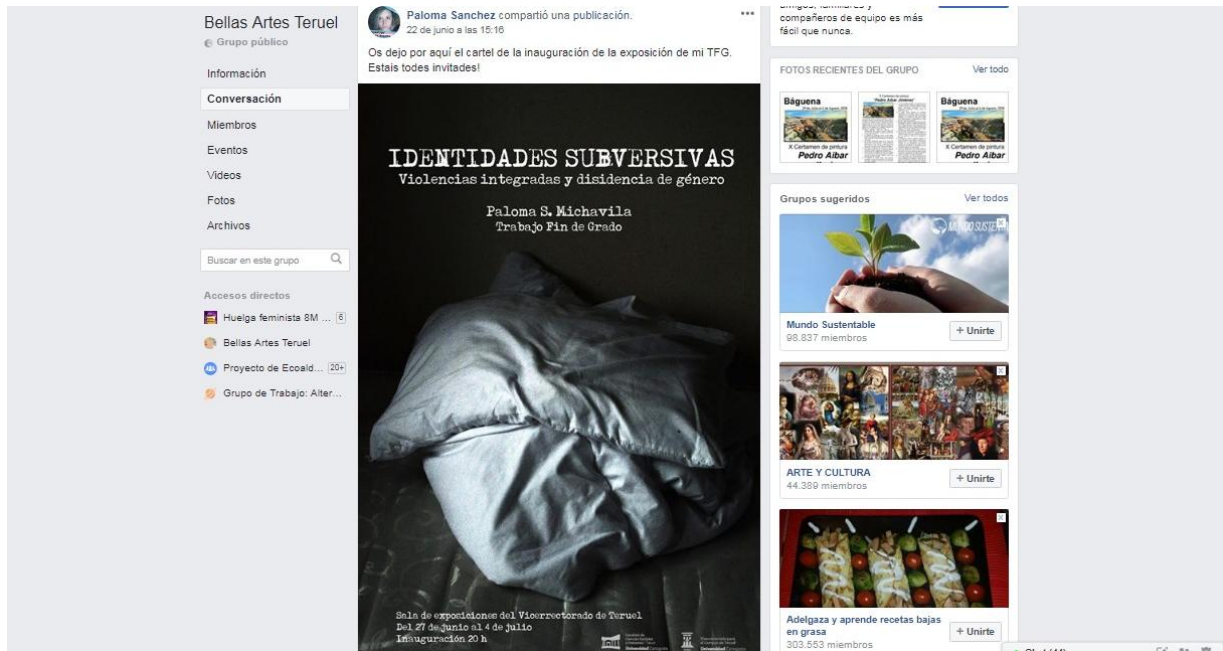 Bellas Artes Teruel
Grupo público
Información
Conversación
Miembros
Eventos
Videos
Fotos
Archivos
Buscar en este grupo
Accesos directos
Huelga feminista 8M ... 6
Bellas Artes Teruel
Proyecto de Ecoald... 20+
Grupo de Trabajo: Alter...
Paloma Sanchez compartió una publicación.
22 de junio a las 15:16
Os dejo por aquí el cartel de la inauguración de la exposición de mi TFG.
Estais todes invitades!
IDENTIDADES SUBVERSIVAS
Violencias integradas y disidencia de género
Paloma S. Michavila
Trabajo Fin de Grado
Sala de exposiciones del Vicerrectorado de Teruel
Del 27 de junio al 4 de julio
Inauguración 20 h
compañeros de equipo es más
fácil que nunca.
FOTOS RECIENTES DEL GRUPO Ver todo
Báguena
X Certamen de pintura
Pedro Aibar
Báguena
X Certamen de pintura
Pedro Aibar
Grupos sugeridos Ver todos
Mundo Sustentable
98.837 miembros
+ Unirte
ARTE Y CULTURA
44.389 miembros
+ Unirte
Adelgaza y aprende recetas bajas
en grasa
303.553 miembros
+ Unirte